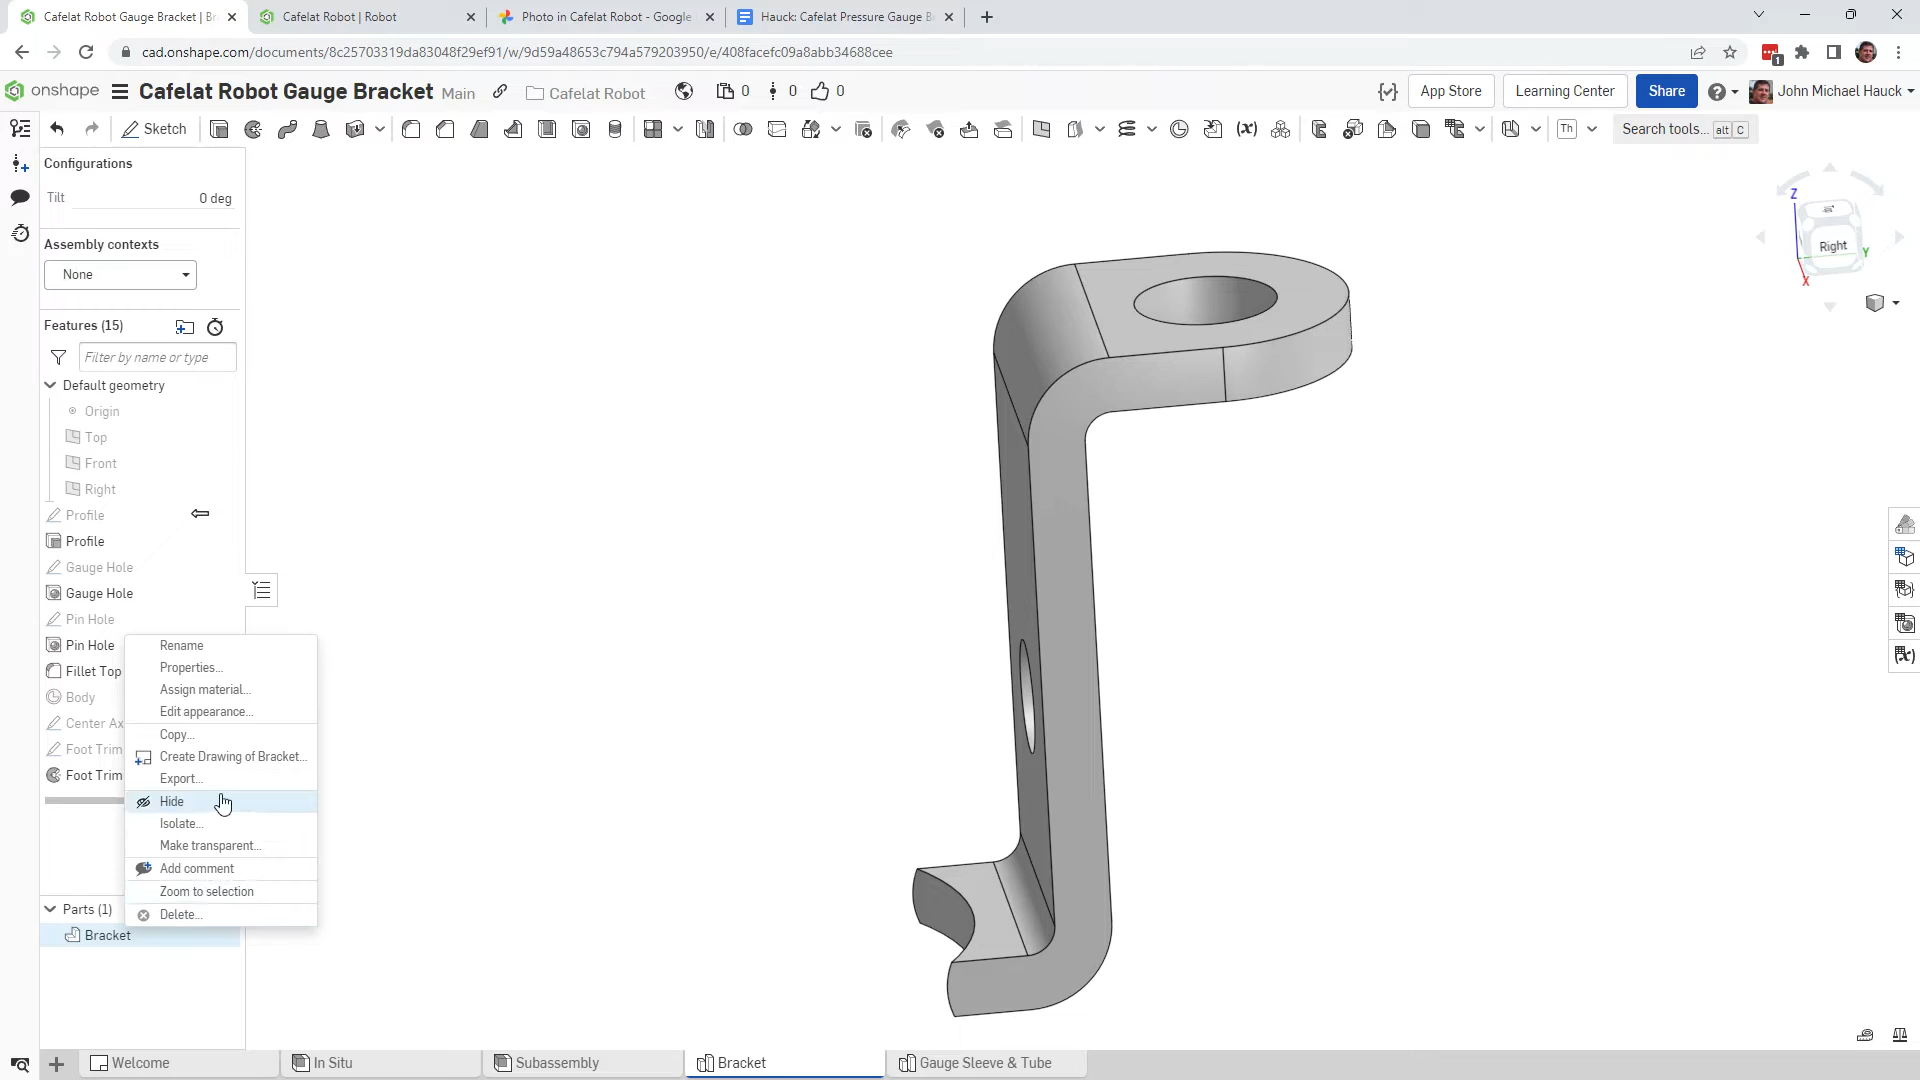 Cafelat Robot Gauge Bracket | Br
Cafelat Robot | Robot
Photo in Cafelat Robot - Google
Hauck: Cafelat Pressure Gauge B
cad.onshape.com/documents/8c25703319da83048f29ef91/w/9d59a48653c794a579203950/e/408facefc09a8abb34688cee
1
onshape
Cafelat Robot Gauge Bracket
Main
Cafelat Robot
0
0
0
App Store
Learning Center
Share
John Michael Hauck
Sketch
Th
Search tools... alt C
Configurations
Tilt
0 deg
Assembly contexts
None
Features (15)
Filter by name or type
Default geometry
Origin
Top
Front
Right
Profile
Profile
Gauge Hole
Gauge Hole
Pin Hole
Pin Hole
Fillet Top
Body
Center Ax
Foot Trim
Foot Trim
Rename
Properties...
Assign material...
Edit appearance...
Copy...
Create Drawing of Bracket...
Export...
Hide
Isolate...
Make transparent...
Add comment
Zoom to selection
Delete...
Parts (1)
Bracket
Z
Right
Y
X
Welcome
In Situ
Subassembly
Bracket
Gauge Sleeve & Tube